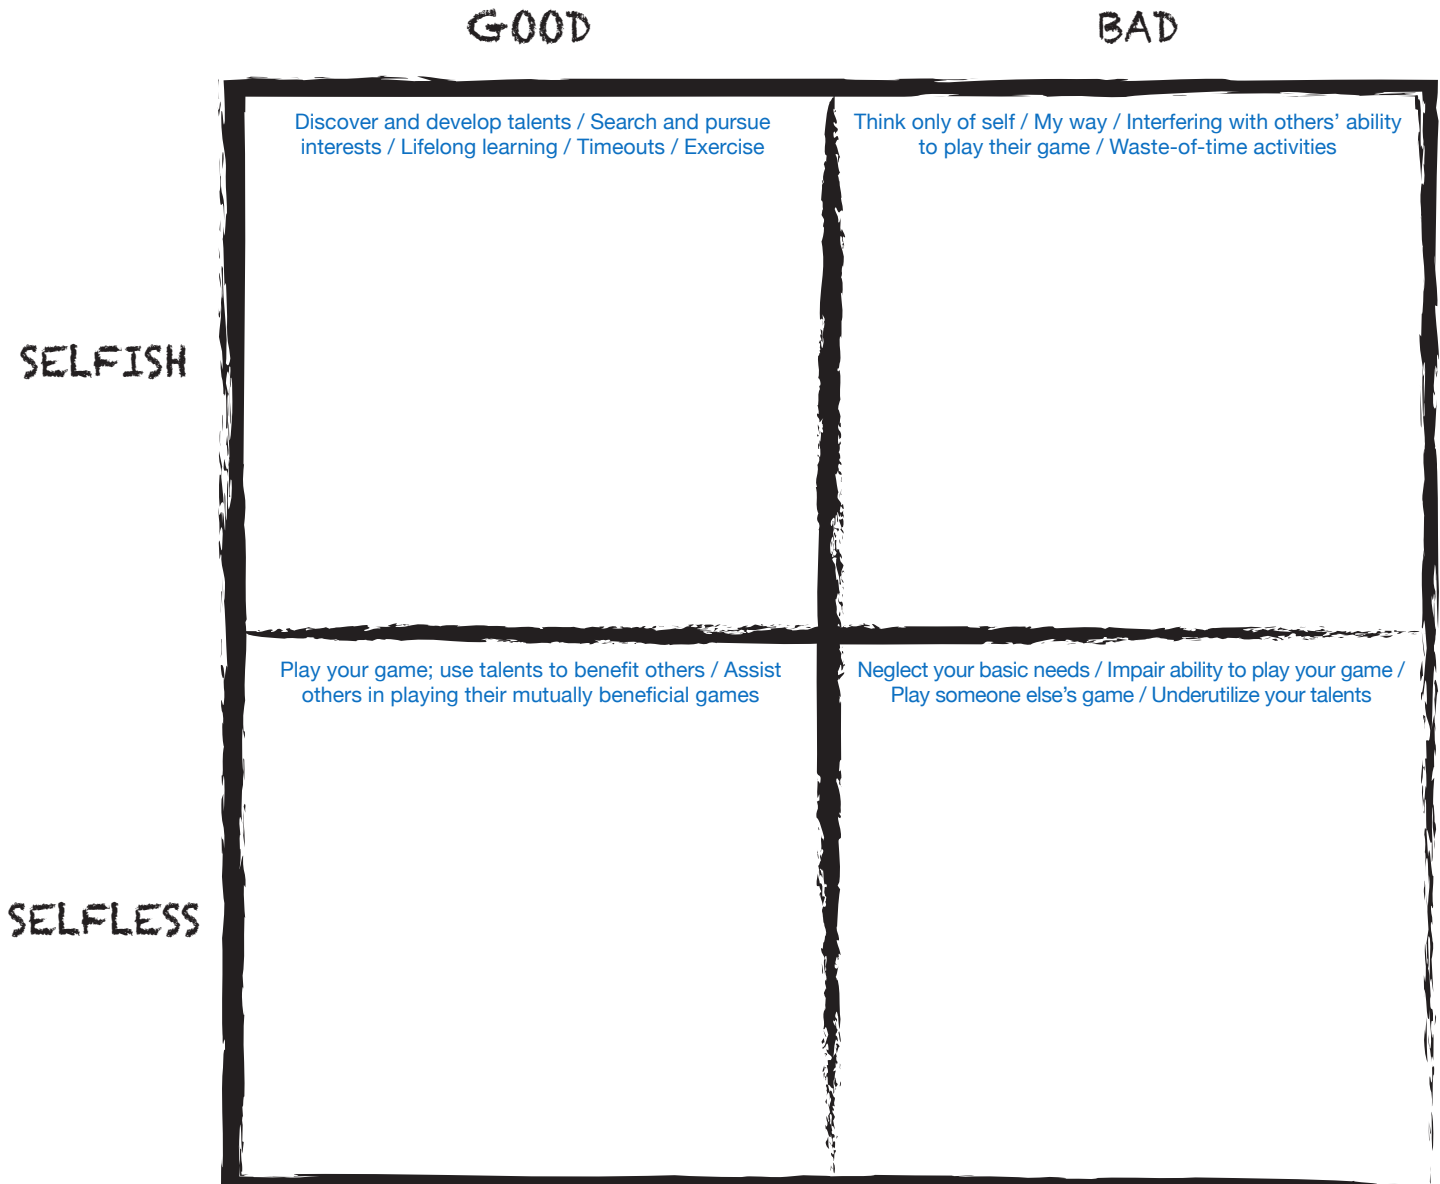 GOOD
BAD
Discover and develop talents / Search and pursue
interests / Lifelong learning / Timeouts / Exercise
Think only of self / My way / Interfering with others’ ability
to play their game / Waste-of-time activities
SELFISH
Play your game; use talents to benefit others / Assist
others in playing their mutually beneficial games
Neglect your basic needs / Impair ability to play your game /
Play someone else’s game / Underutilize your talents
SELFLESS